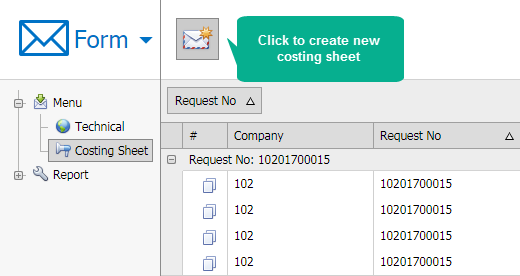 Form
Click to create new
costing sheet
Menu
Technical
Costing Sheet
Report
Request No
# Company Request No
Request No: 10201700015
102 10201700015
102 10201700015
102 10201700015
102 10201700015